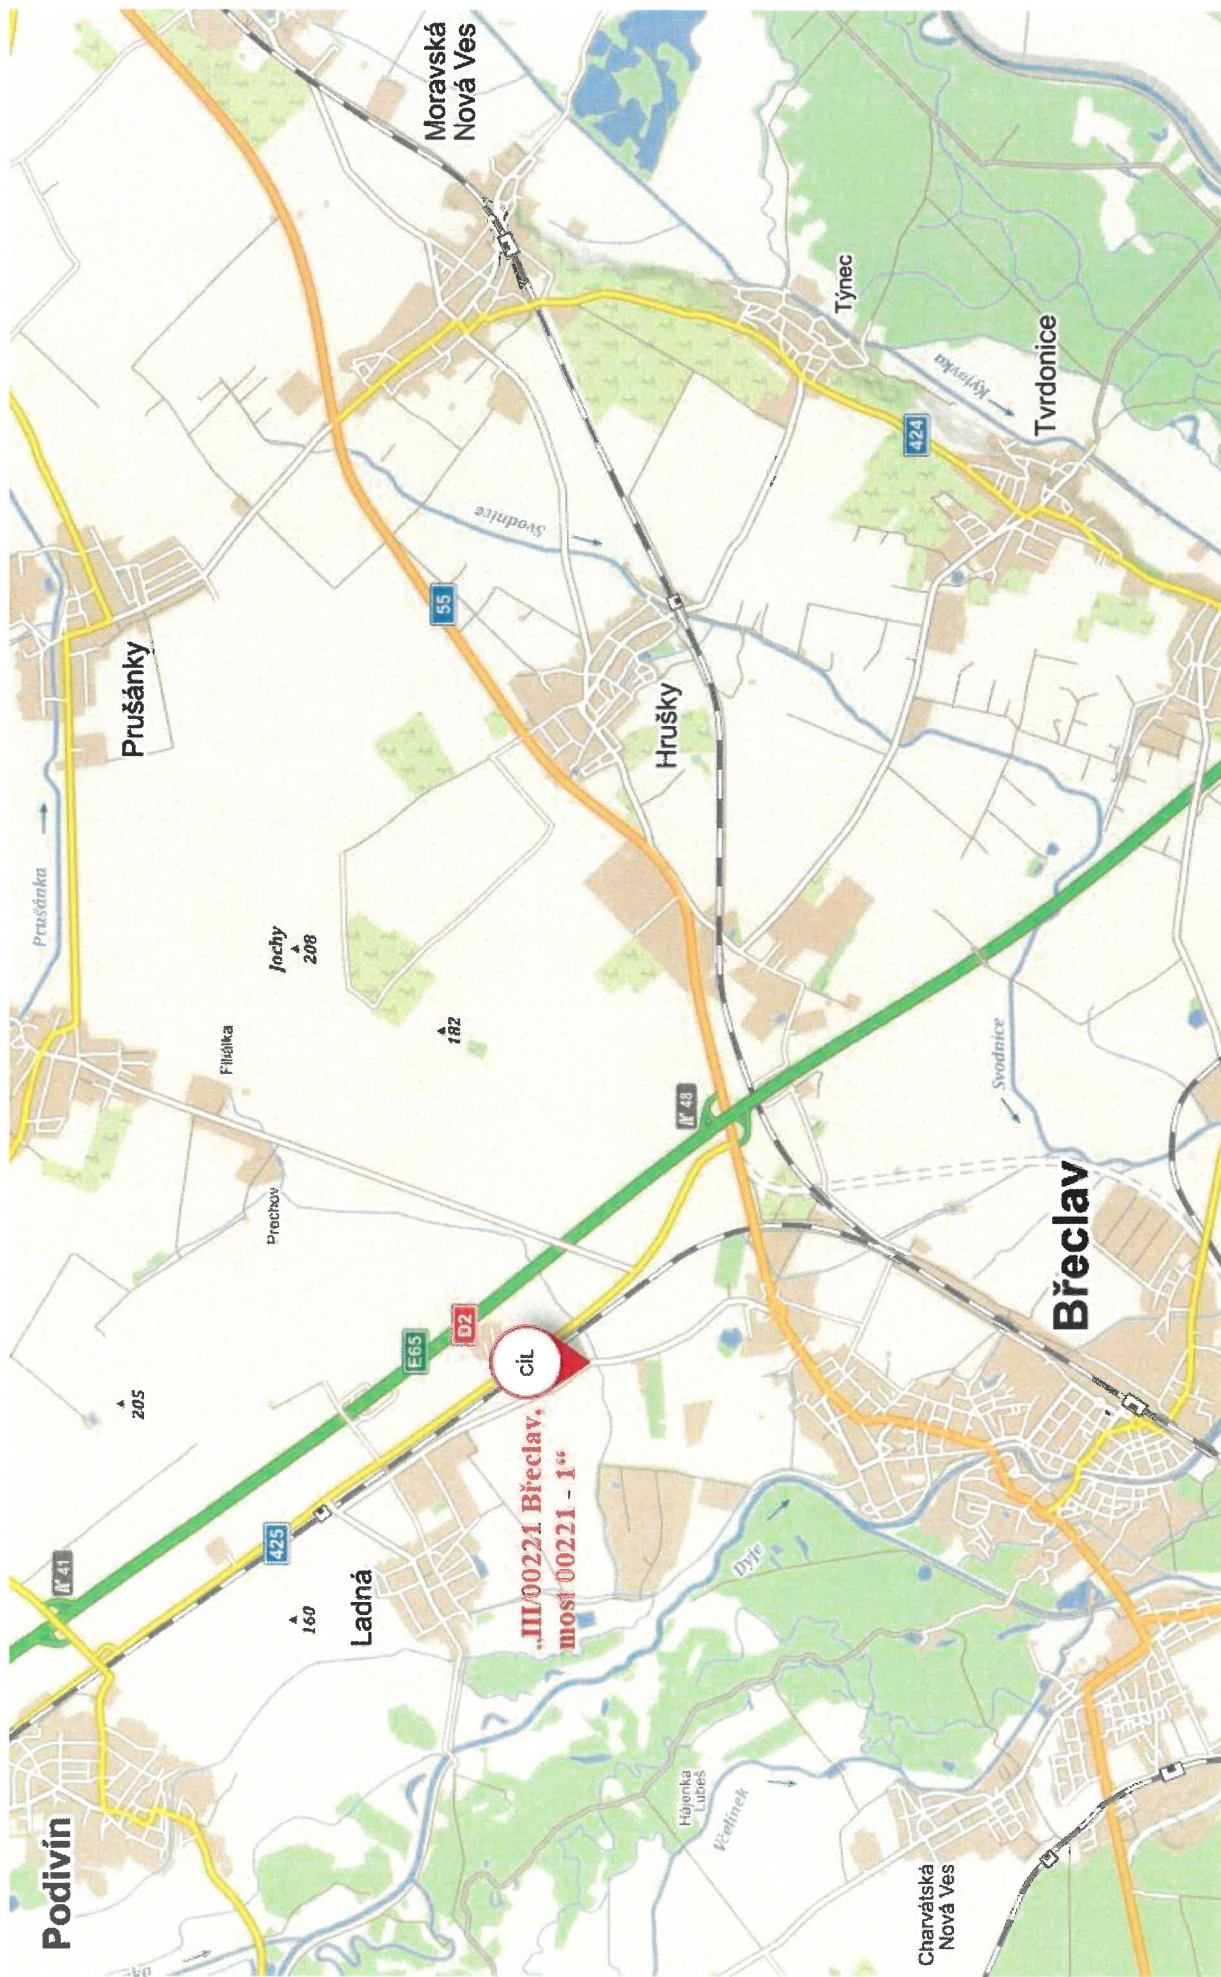 Podivín
41
Prušánka
Prušánky
205
Prechov
Filiálka
Jochy
208
182
55
Moravská
Nová Ves
425
E65
D2
160
Ladná
CÍL
„III/00221 Břeclav,
most 00221 - 1“
48
Svodnice
Hrušky
Týnec
424
Kyjovka
Tvrdonice
Dyje
Hájenka
Lubeš
Včelínek
Svodnice
Břeclav
Charvátská
Nová Ves